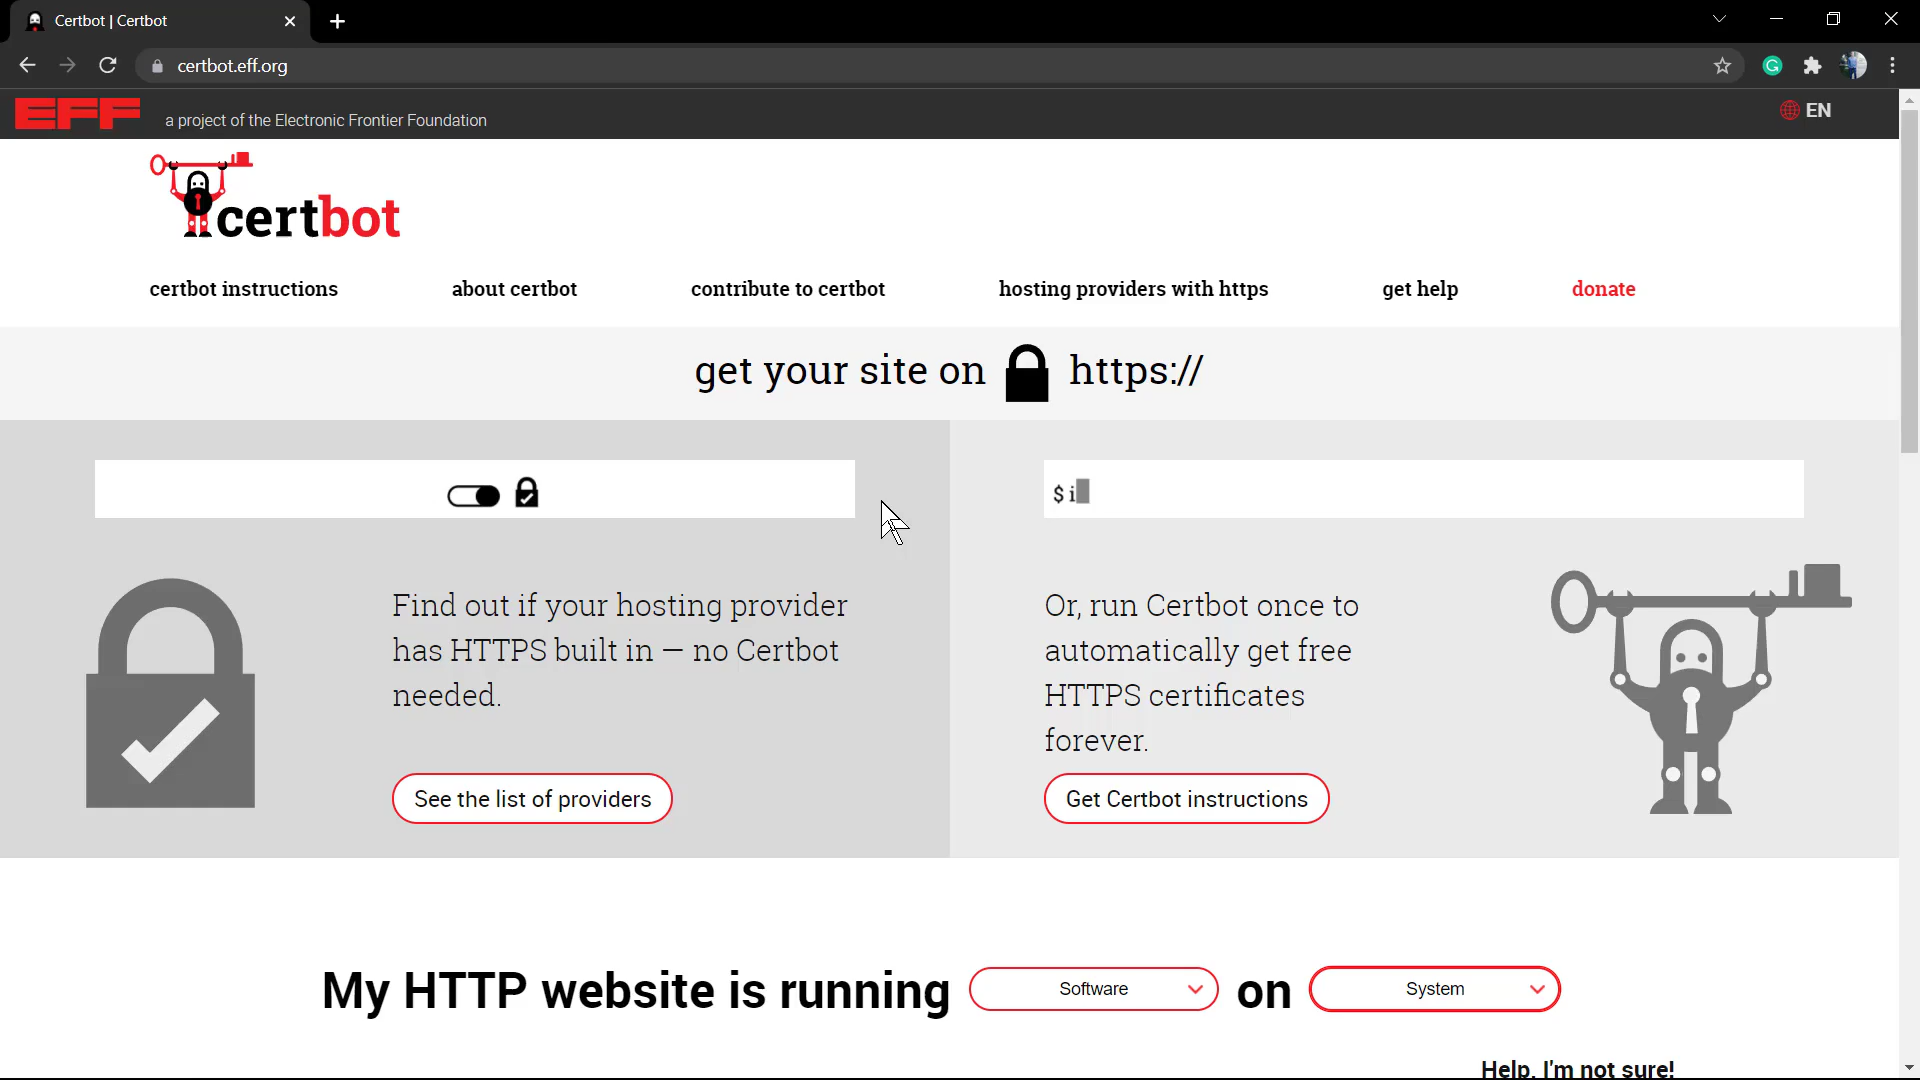 Certbot | Certbot
certbot.eff.org
EFF
a project of the Electronic Frontier Foundation
EN
certbot
certbot instructions
about certbot
contribute to certbot
hosting providers with https
get help
donate
get your site on https://
$ i
Find out if your hosting provider
has HTTPS built in — no Certbot
needed.
See the list of providers
Or, run Certbot once to
automatically get free
HTTPS certificates
forever.
Get Certbot instructions
My HTTP website is running Software on System
Help, I'm not sure!